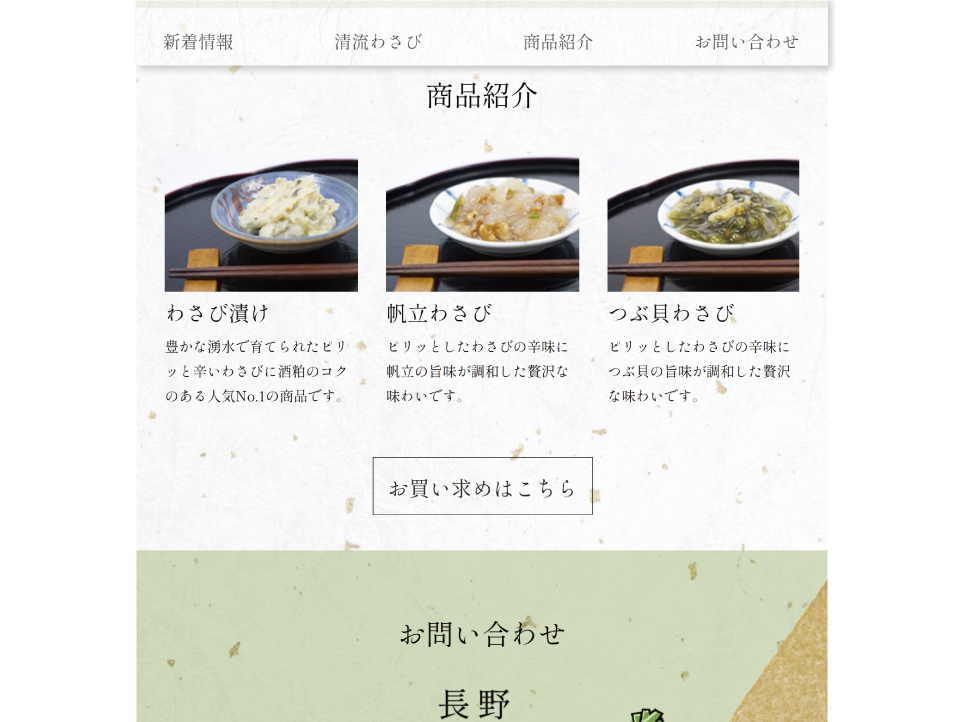 新着情報 清流わさび 商品紹介 お問い合わせ
商品紹介
わさび漬け
豊かな湧水で育てられたピリ
ッと辛いわさびに酒粕のコク
のある人気No.1の商品です。
帆立わさび
ピリッとしたわさびの辛味に
帆立の旨味が調和した贅沢な
味わいです。
つぶ貝わさび
ピリッとしたわさびの辛味に
つぶ貝の旨味が調和した贅沢
な味わいです。
お買い求めはこちら
お問い合わせ
長野